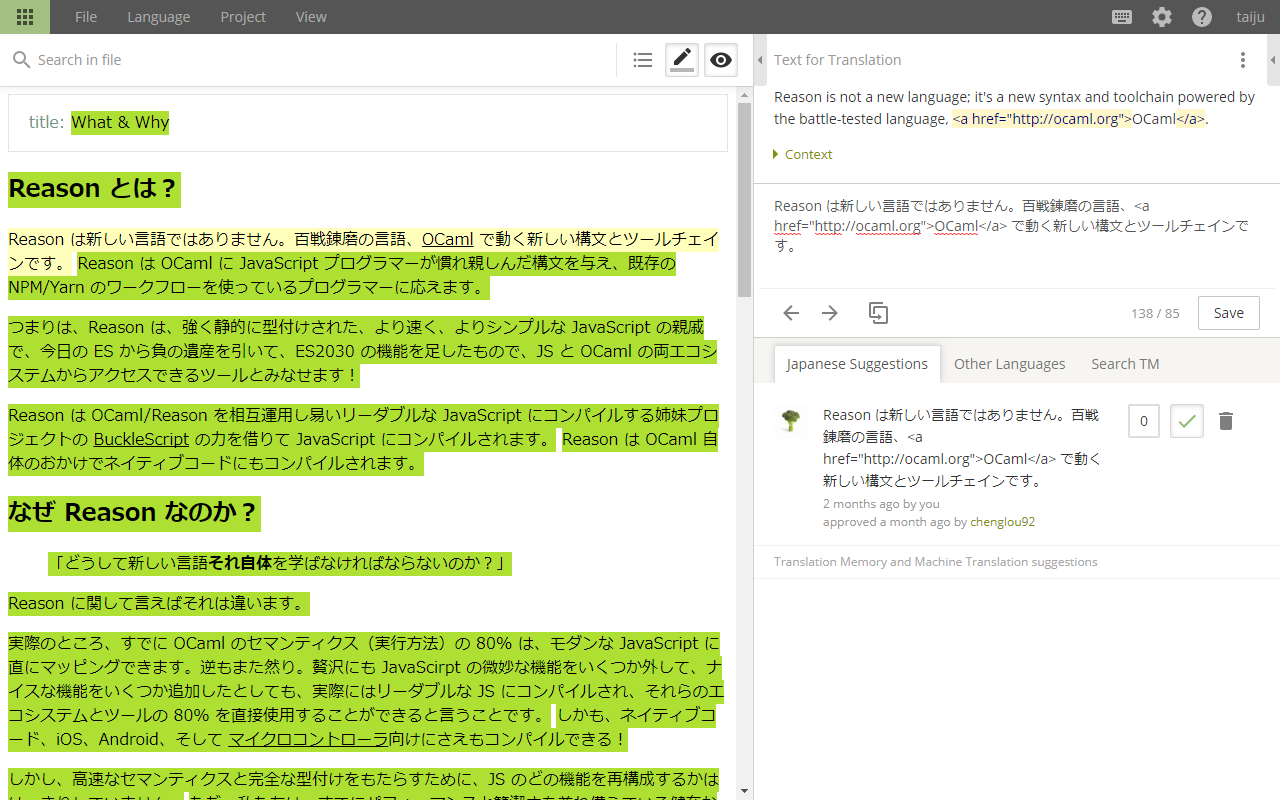 File Language Project View taiju
Search in file
title: What & Why
Reason とは？
Reason は新しい言語ではありません。百戦錬磨の言語、OCaml で動く新しい構文とツールチェイ
ンです。 Reason は OCaml に JavaScript プログラマーが慣れ親しんだ構文を与え、既存の
NPM/Yarn のワークフローを使っているプログラマーに応えます。
つまりは、Reason は、強く静的に型付けされた、より速く、よりシンプルな JavaScript の親戚
で、今日の ES から負の遺産を引いて、ES2030 の機能を足したもので、JS と OCaml の両エコシ
ステムからアクセスできるツールとみなせます！
Reason は OCaml/Reason を相互運用し易いリーダブルな JavaScript にコンパイルする姉妹プロ
ジェクトの BuckleScript の力を借りて JavaScript にコンパイルされます。 Reason は OCaml 自
体のおかげでネイティブコードにもコンパイルされます。
なぜ Reason なのか？
「どうして新しい言語それ自体を学ばなければならないのか？」
Reason に関して言えばそれは違います。
実際のところ、すでに OCaml のセマンティクス（実行方法）の 80% は、モダンな JavaScript に
直にマッピングできます。逆もまた然り。贅沢にも JavaScirpt の微妙な機能をいくつか外して、ナ
イスな機能をいくつか追加したとしても、実際にはリーダブルな JS にコンパイルされ、それらのエ
コシステムとツールの 80% を直接使用することができると言うことです。 しかも、ネイティブコ
ード、iOS、Android、そして マイクロコントローラ向けにさえもコンパイルできる！
しかし、高速なセマンティクスと完全な型付けをもたらすために、JS のどの機能を再構成するかは
Text for Translation
Reason is not a new language; it's a new syntax and toolchain powered by
the battle-tested language, <a href="http://ocaml.org">OCaml</a>.
Context
Reason は新しい言語ではありません。百戦錬磨の言語、<a
href="http://ocaml.org">OCaml</a> で動く新しい構文とツールチェインで
す。
138 / 85 Save
Japanese Suggestions Other Languages Search TM
Reason は新しい言語ではありません。百戦
錬磨の言語、<a
href="http://ocaml.org">OCaml</a> で動く
新しい構文とツールチェインです。
0
2 months ago by you
approved a month ago by chenglou92
Translation Memory and Machine Translation suggestions